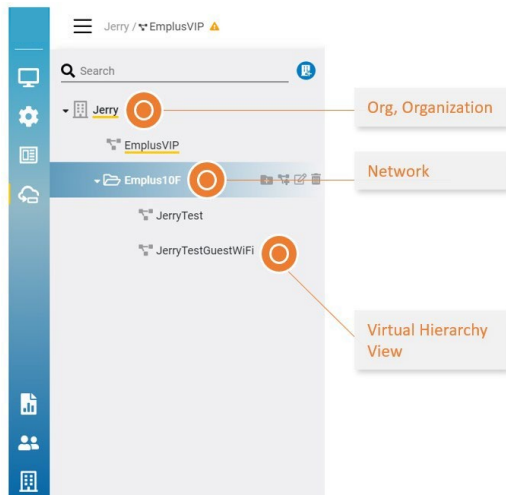 Jerry / EmplusVIP
Search
Jerry
Org, Organization
EmplusVIP
Emplus10F
Network
JerryTest
JerryTestGuestWiFi
Virtual Hierarchy
View